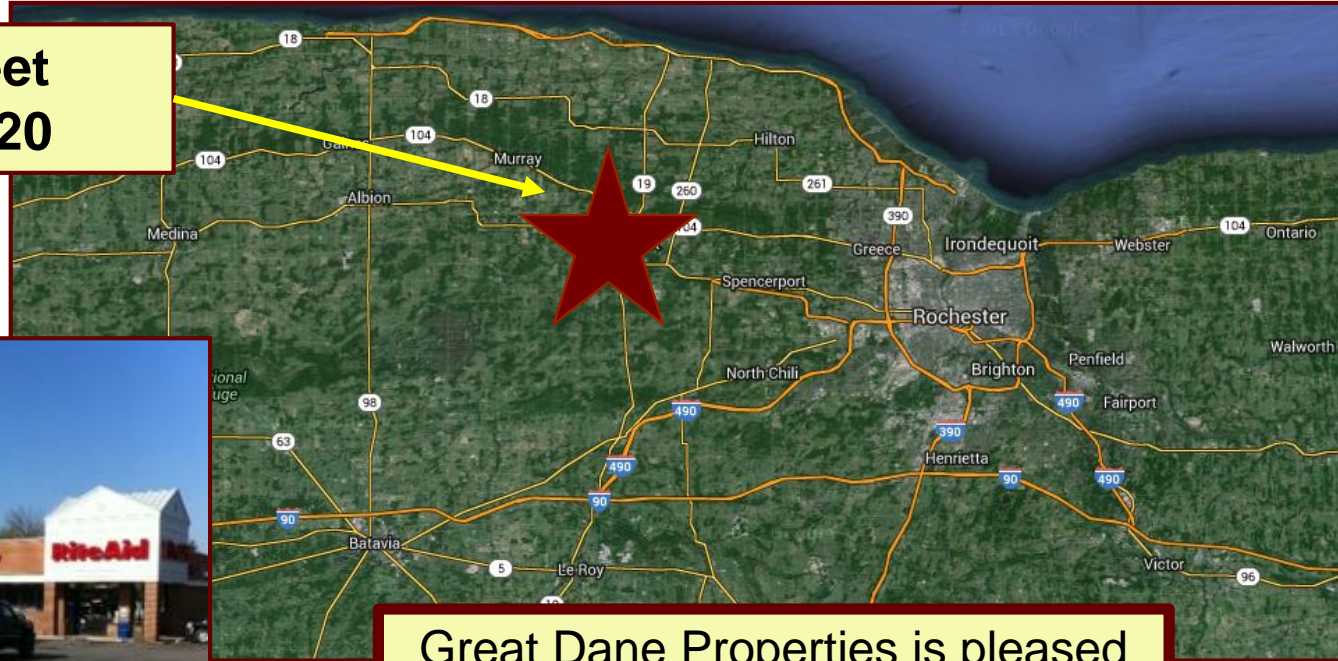 eet
20
18
18
104
104
Murray
Hilton
19
260
261
390
Albion
Medina
Greece
Irondequoit
Webster
104
Ontario
Spencerport
Rochester
Walworth
North Chili
Brighton
Penfield
98
490
490
Fairport
63
390
490
Henrietta
90
90
490
90
Batavia
5
Le Roy
Victor
96
RiteAid
Great Dane Properties is pleased